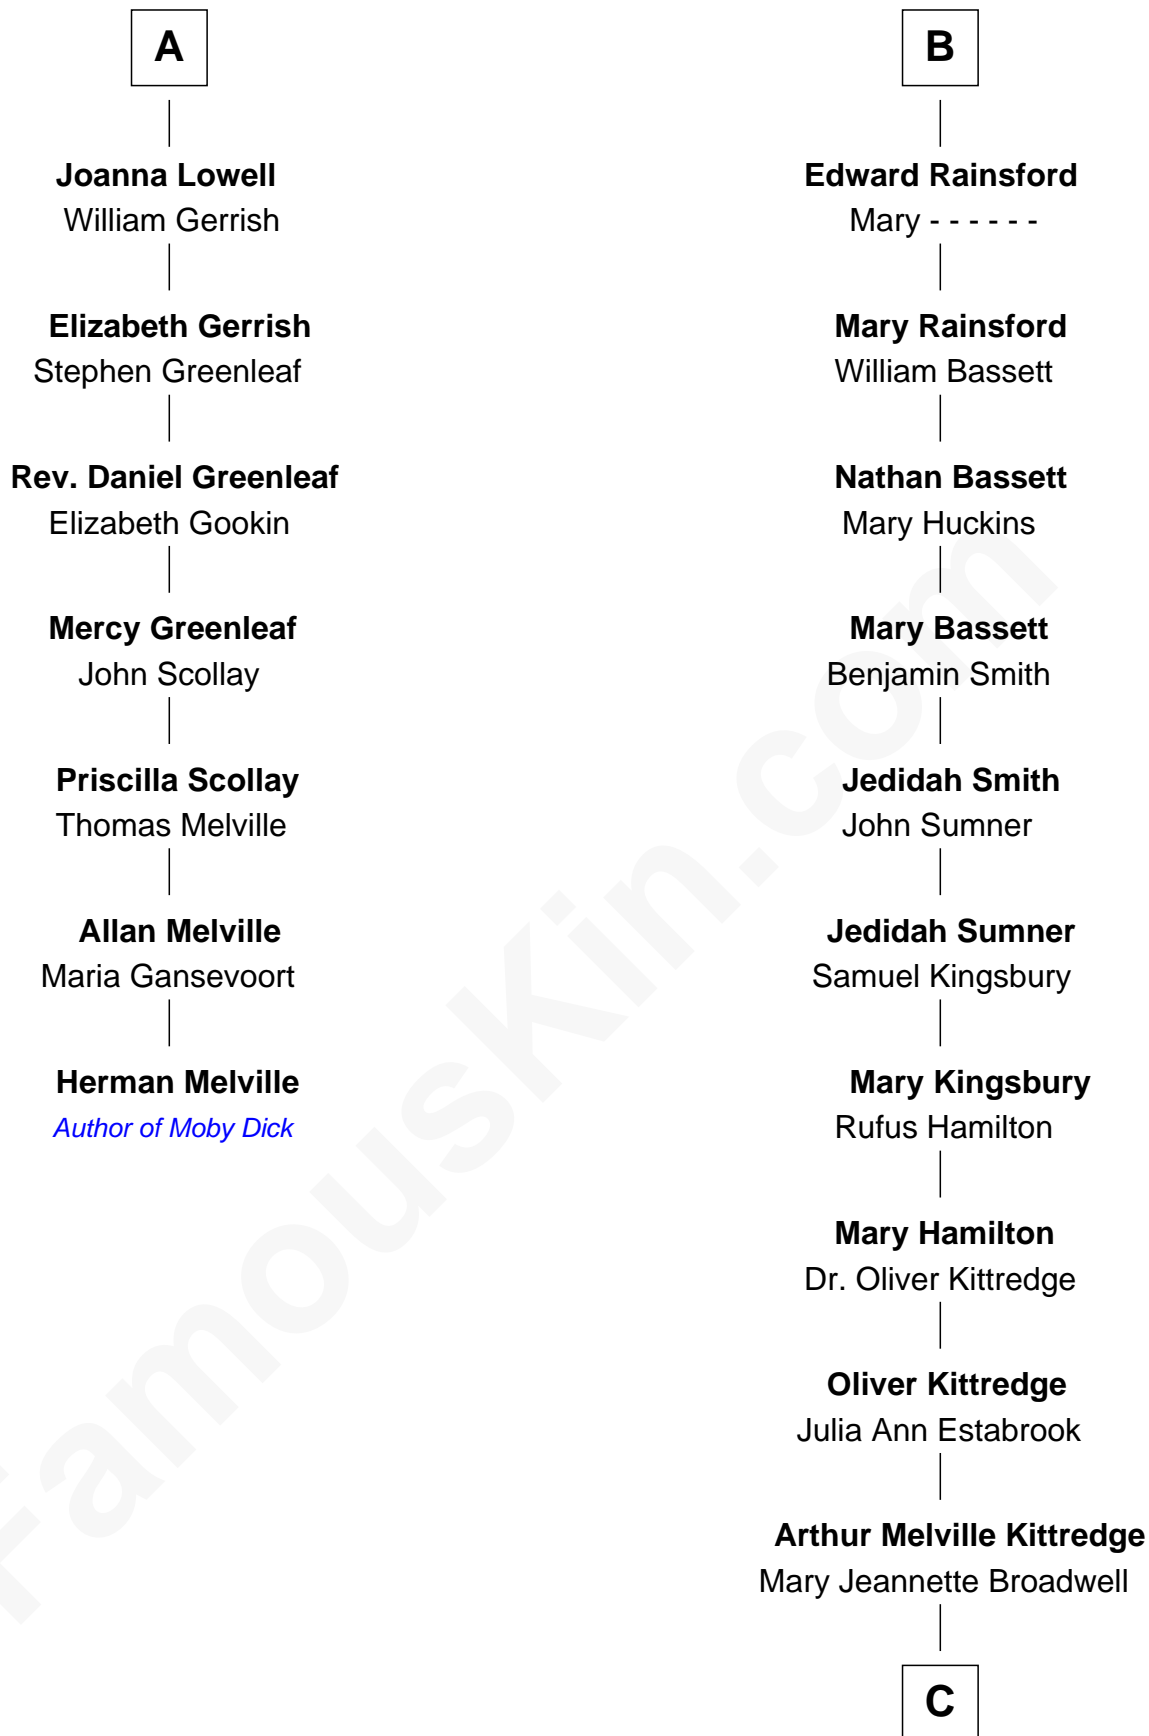 A
Joanna Lowell
William Gerrish
Elizabeth Gerrish
Stephen Greenleaf
Rev. Daniel Greenleaf
Elizabeth Gookin
Mercy Greenleaf
John Scollay
Priscilla Scollay
Thomas Melville
Allan Melville
Maria Gansevoort
Herman Melville
Author of Moby Dick
B
Edward Rainsford
Mary - - - - - -
Mary Rainsford
William Bassett
Nathan Bassett
Mary Huckins
Mary Bassett
Benjamin Smith
Jedidah Smith
John Sumner
Jedidah Sumner
Samuel Kingsbury
Mary Kingsbury
Rufus Hamilton
Mary Hamilton
Dr. Oliver Kittredge
Oliver Kittredge
Julia Ann Estabrook
Arthur Melville Kittredge
Mary Jeannette Broadwell
C
FamousKin.com